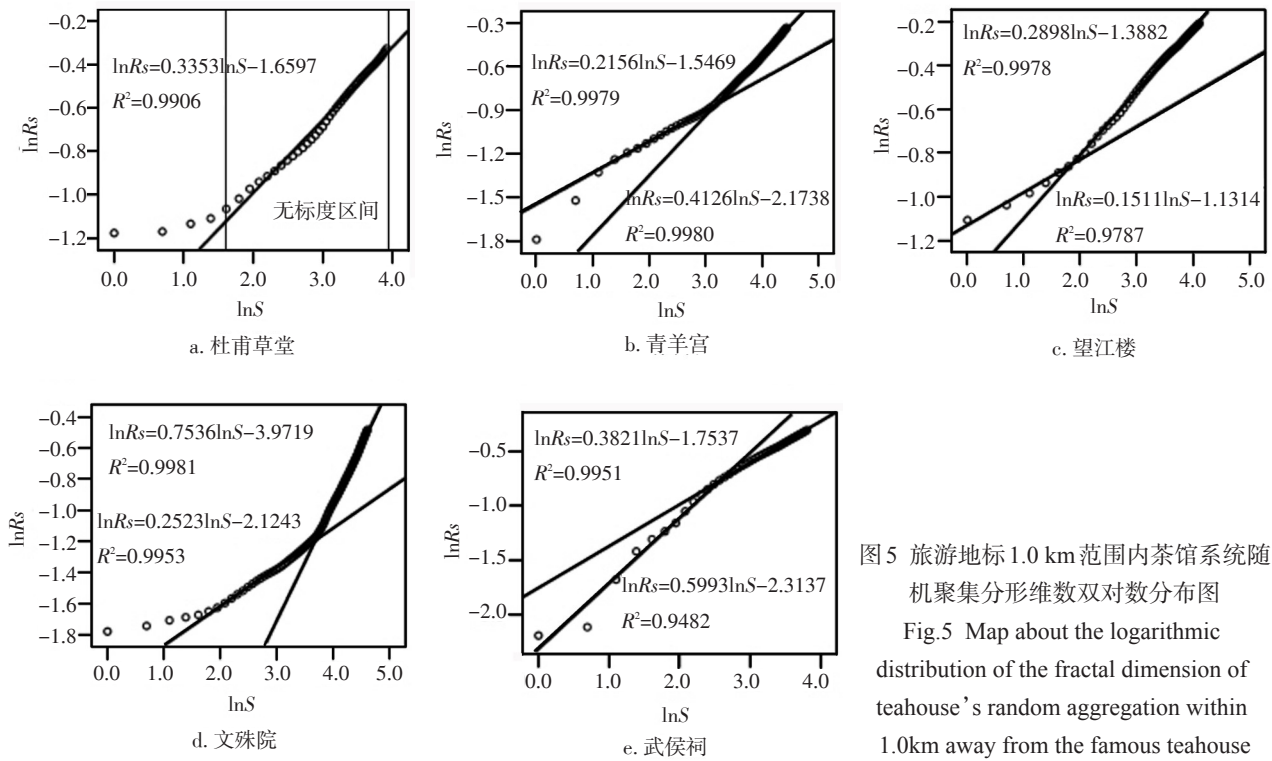 −0.2
−0.4
−0.6
−0.8
−1.0
−1.2
lnRs
lnRs=0.3353lnS−1.6597
R²=0.9906
无标度区间
0.0 1.0 2.0 3.0 4.0
lnS
a. 杜甫草堂
−0.3
−0.6
−0.9
−1.2
−1.5
−1.8
lnRs
lnRs=0.2156lnS−1.5469
R²=0.9979
lnRs=0.4126lnS−2.1738
R²=0.9980
0.0 1.0 2.0 3.0 4.0 5.0
lnS
b. 青羊宫
−0.2
−0.4
−0.6
−0.8
−1.0
−1.2
lnRs
lnRs=0.2898lnS−1.3882
R²=0.9978
lnRs=0.1511lnS−1.1314
R²=0.9787
0.0 1.0 2.0 3.0 4.0 5.0
lnS
c. 望江楼
−0.4
−0.6
−0.8
−1.0
−1.2
−1.4
−1.6
−1.8
lnRs
lnRs=0.7536lnS−3.9719
R²=0.9981
lnRs=0.2523lnS−2.1243
R²=0.9953
0.0 1.0 2.0 3.0 4.0 5.0
lnS
d. 文殊院
−0.5
−1.0
−1.5
−2.0
lnRs
lnRs=0.3821lnS−1.7537
R²=0.9951
lnRs=0.5993lnS−2.3137
R²=0.9482
0.0 1.0 2.0 3.0 4.0
lnS
e. 武侯祠
图5 旅游地标1.0 km范围内茶馆系统随
机聚集分形维数双对数分布图
Fig.5 Map about the logarithmic
distribution of the fractal dimension of
teahouse’s random aggregation within
1.0km away from the famous teahouse